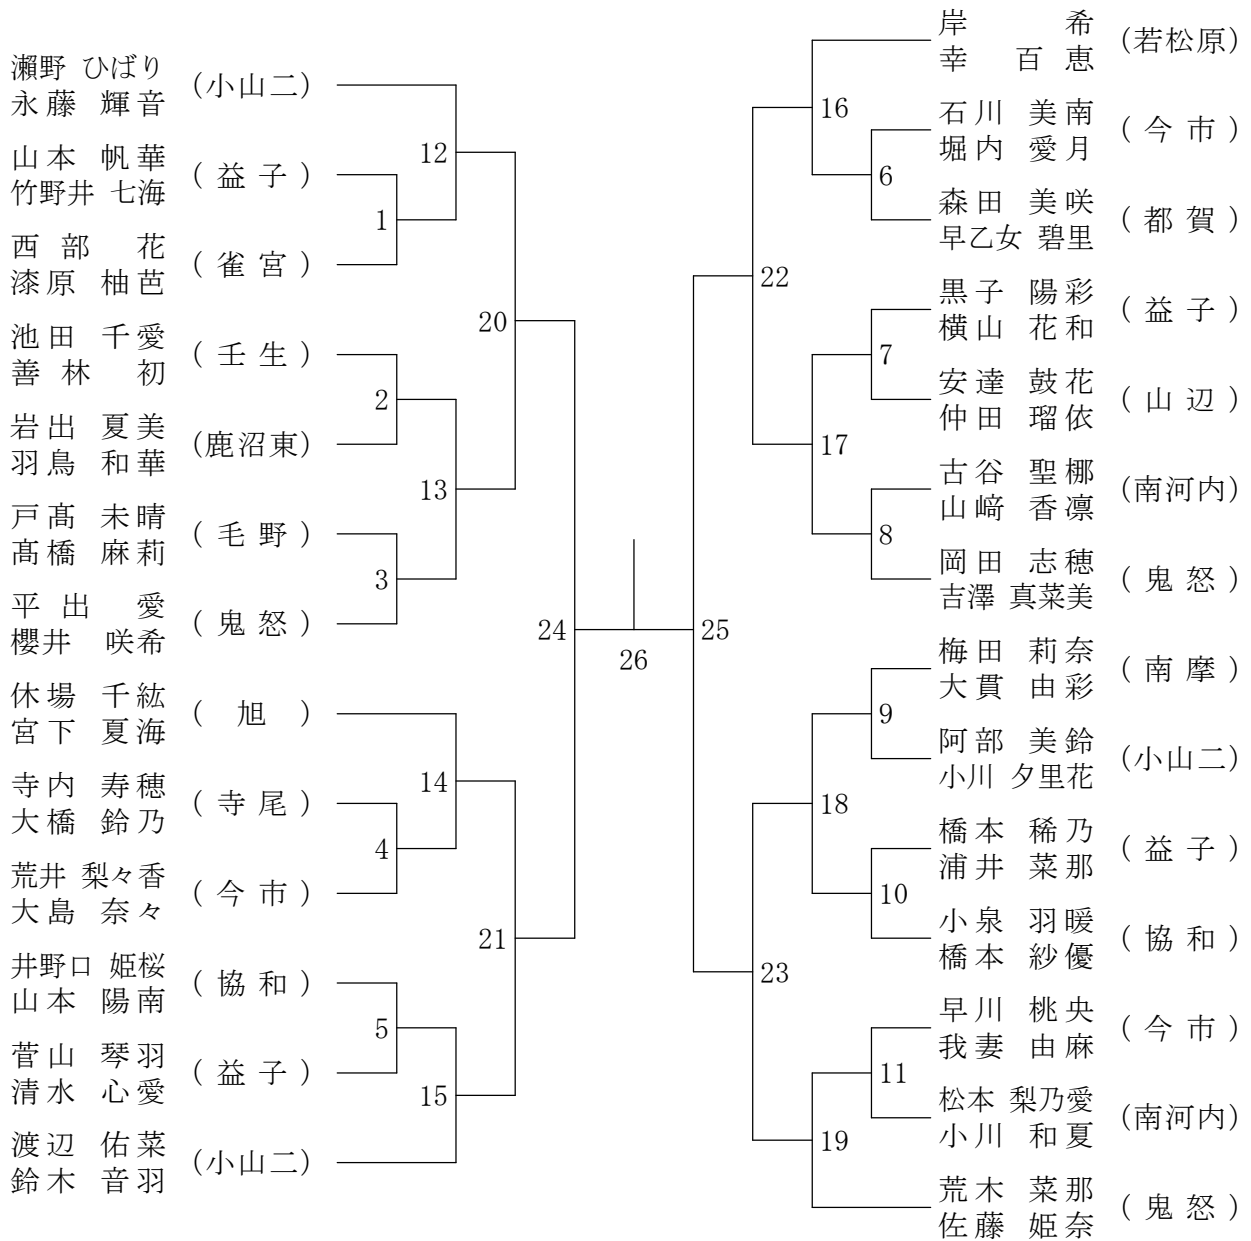 瀬野 ひばり
永藤 輝音
(小山二)
山本 帆華
竹野井 七海
(益子)
西部 花
漆原 柚芭
(雀宮)
池田 千愛
善林 初
(壬生)
岩出 夏美
羽鳥 和華
(鹿沼東)
戸髙 未晴
髙橋 麻莉
(毛野)
平出 愛
櫻井 咲希
(鬼怒)
休場 千紘
宮下 夏海
(旭)
寺内 寿穂
大橋 鈴乃
(寺尾)
荒井 梨々香
大島 奈々
(今市)
井野口 姫桜
山本 陽南
(協和)
菅山 琴羽
清水 心愛
(益子)
渡辺 佑菜
鈴木 音羽
(小山二)
1
2
3
4
5
12
13
14
15
20
21
24
26
25
22
23
16
17
18
19
6
7
8
9
10
11
岸 希
幸 百恵
(若松原)
石川 美南
堀内 愛月
(今市)
森田 美咲
早乙女 碧里
(都賀)
黒子 陽彩
横山 花和
(益子)
安達 鼓花
仲田 瑠依
(山辺)
古谷 聖梛
山﨑 香凛
(南河内)
岡田 志穂
吉澤 真菜美
(鬼怒)
梅田 莉奈
大貫 由彩
(南摩)
阿部 美鈴
小川 夕里花
(小山二)
橋本 稀乃
浦井 菜那
(益子)
小泉 羽暖
橋本 紗優
(協和)
早川 桃央
我妻 由麻
(今市)
松本 梨乃愛
小川 和夏
(南河内)
荒木 菜那
佐藤 姫奈
(鬼怒)